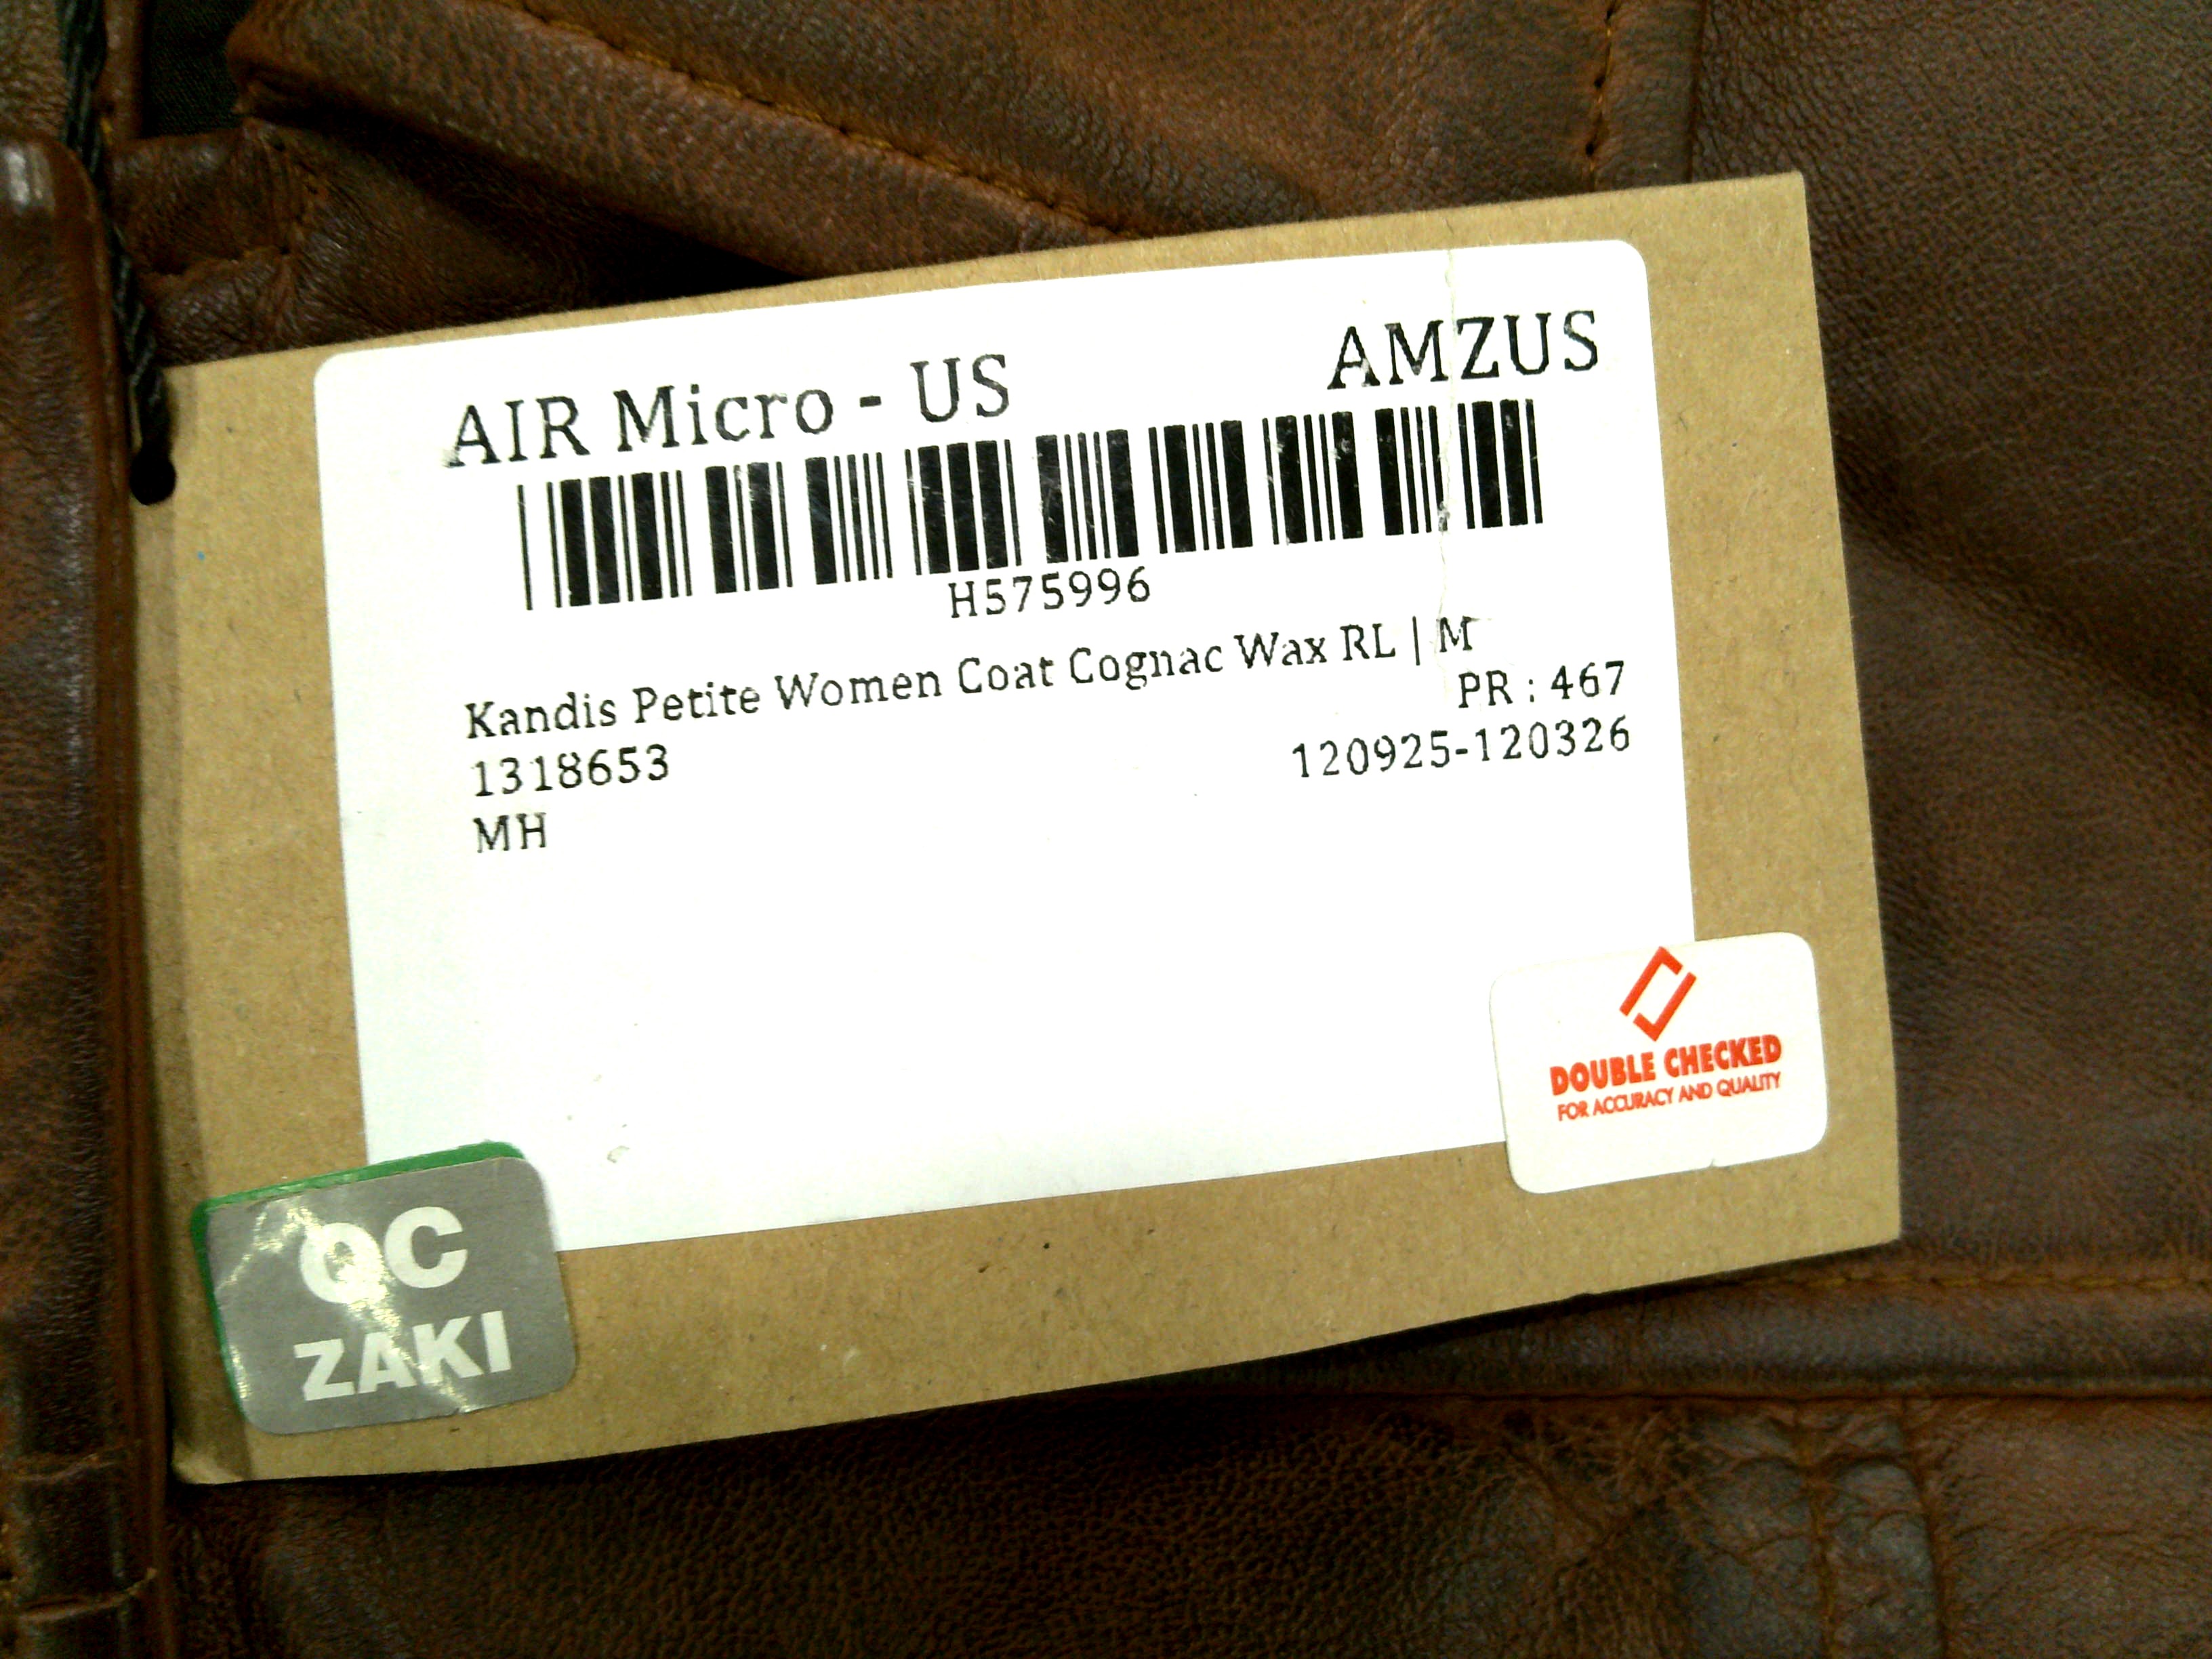 AIR Micro - US AMZUS
H575996
Kandis Petite Women Coat Cognac Wax RL | M
PR : 467
1318653 120925-120326
MH
DOUBLE CHECKED
FOR ACCURACY AND QUALITY
QC
ZAKI